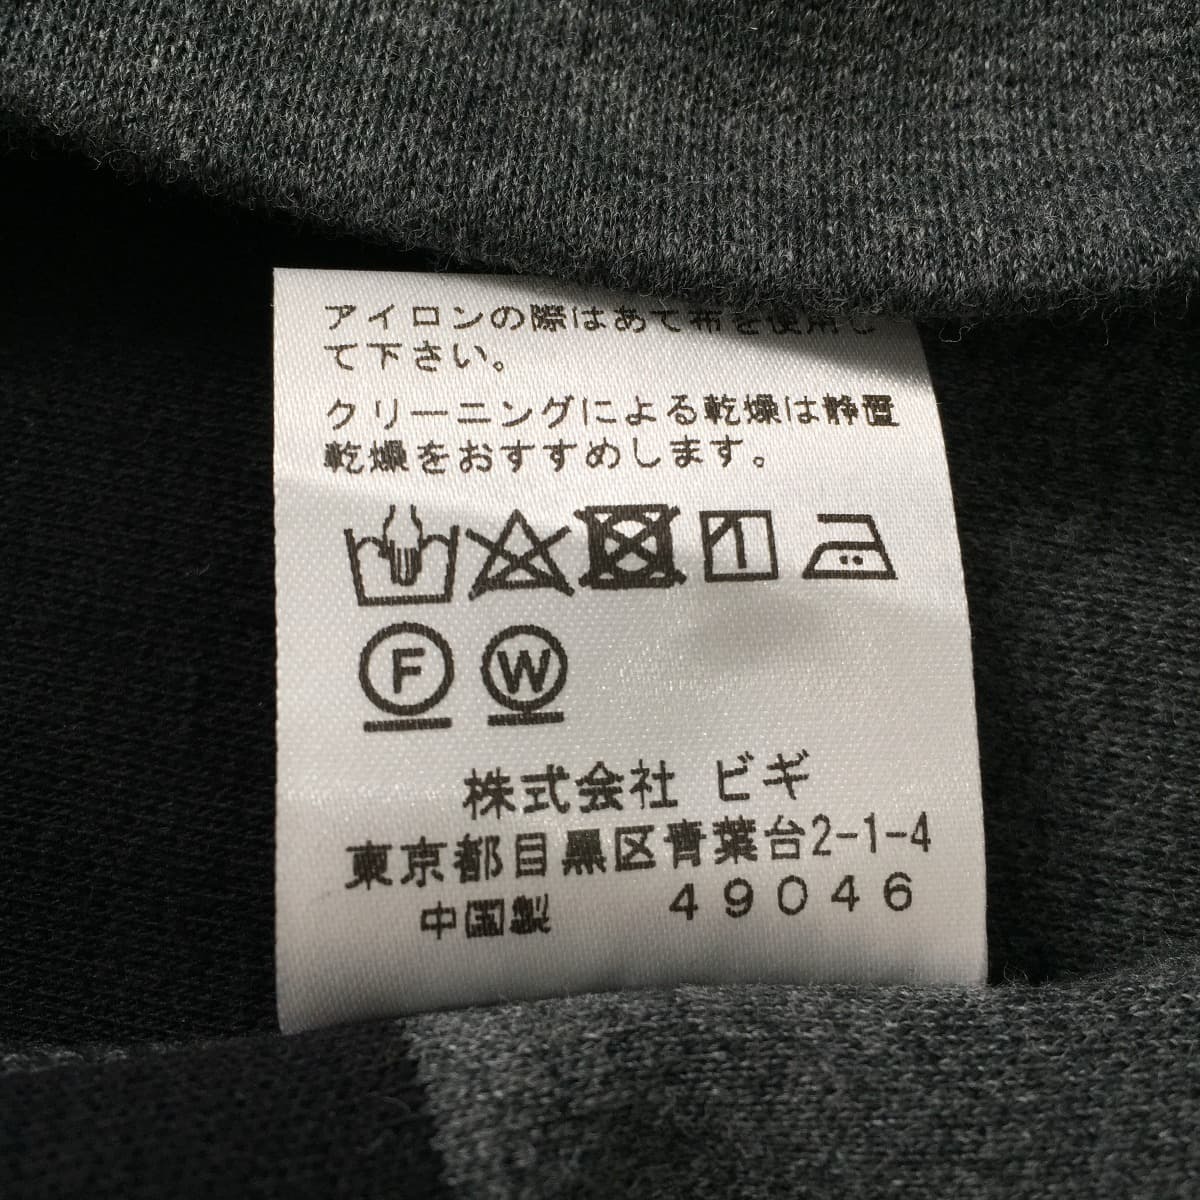 アイロンの際はあて布を使用し
て下さい。
クリーニングによる乾燥は静置
乾燥をおすすめします。
F W
株式会社 ビギ
東京都目黒区青葉台2-1-4
中国製 49046